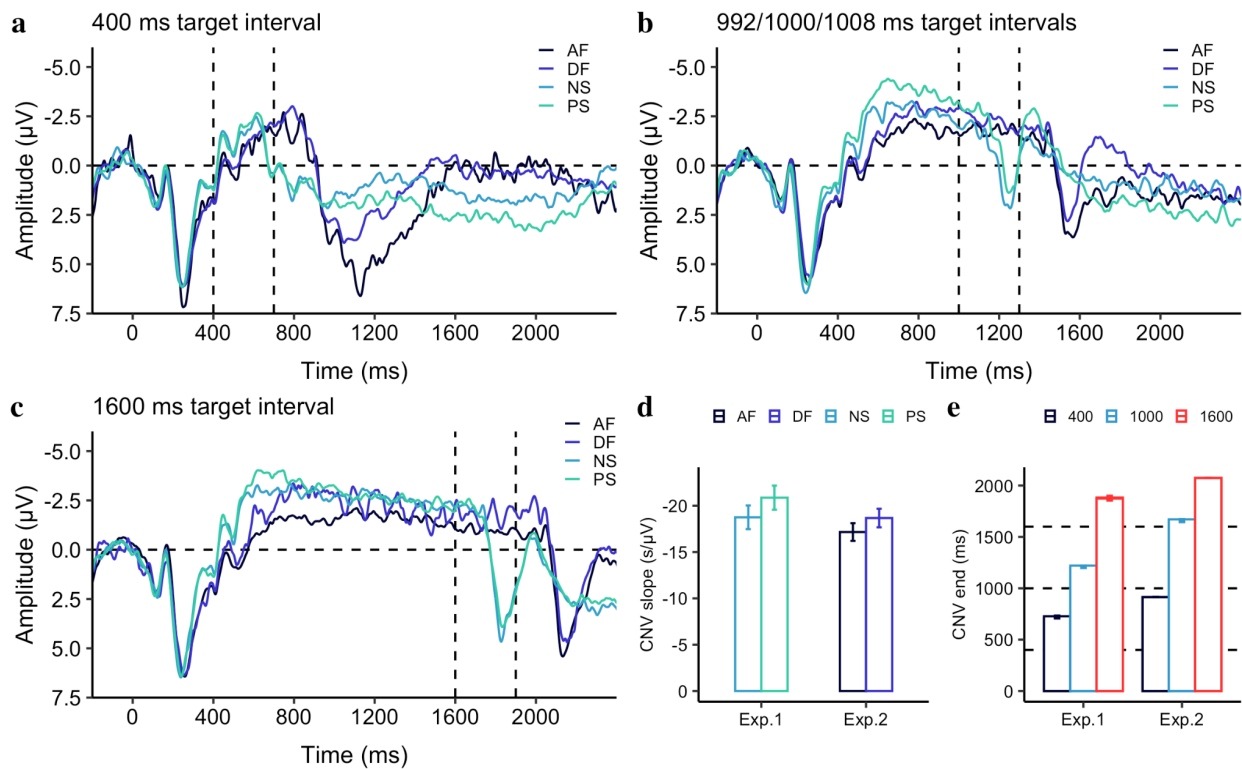 a
400 ms target interval
AF
DF
NS
PS
-5.0
-2.5
0.0
2.5
5.0
7.5
Amplitude (μV)
0 400 800 1200 1600 2000
Time (ms)
b
992/1000/1008 ms target intervals
AF
DF
NS
PS
-5.0
-2.5
0.0
2.5
5.0
7.5
Amplitude (μV)
0 400 800 1200 1600 2000
Time (ms)
c
1600 ms target interval
AF
DF
NS
PS
-5.0
-2.5
0.0
2.5
5.0
7.5
Amplitude (μV)
0 400 800 1200 1600 2000
Time (ms)
d
AF DF NS PS
-20
-15
-10
-5
0
CNV slope (s/μV)
Exp.1 Exp.2
e
400 1000 1600
2000
1500
1000
500
0
CNV end (ms)
Exp.1 Exp.2